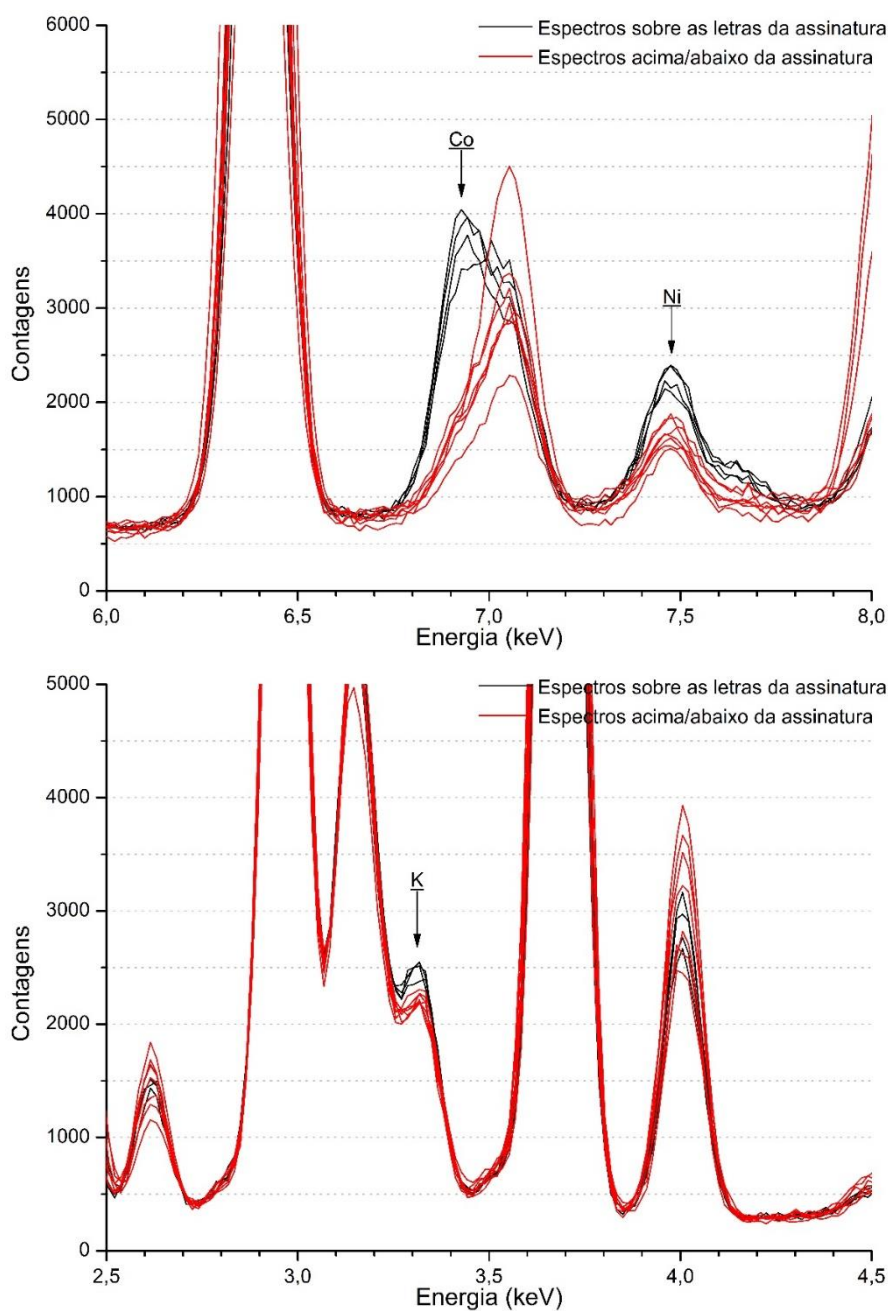 6000
Espectros sobre as letras da assinatura
Espectros acima/abaixo da assinatura
5000
Co
4000
3000
Ni
2000
1000
0
Contagens
6,0 6,5 7,0 7,5 8,0
Energia (keV)
5000
Espectros sobre as letras da assinatura
Espectros acima/abaixo da assinatura
4000
K
3000
2000
1000
0
Contagens
2,5 3,0 3,5 4,0 4,5
Energia (keV)